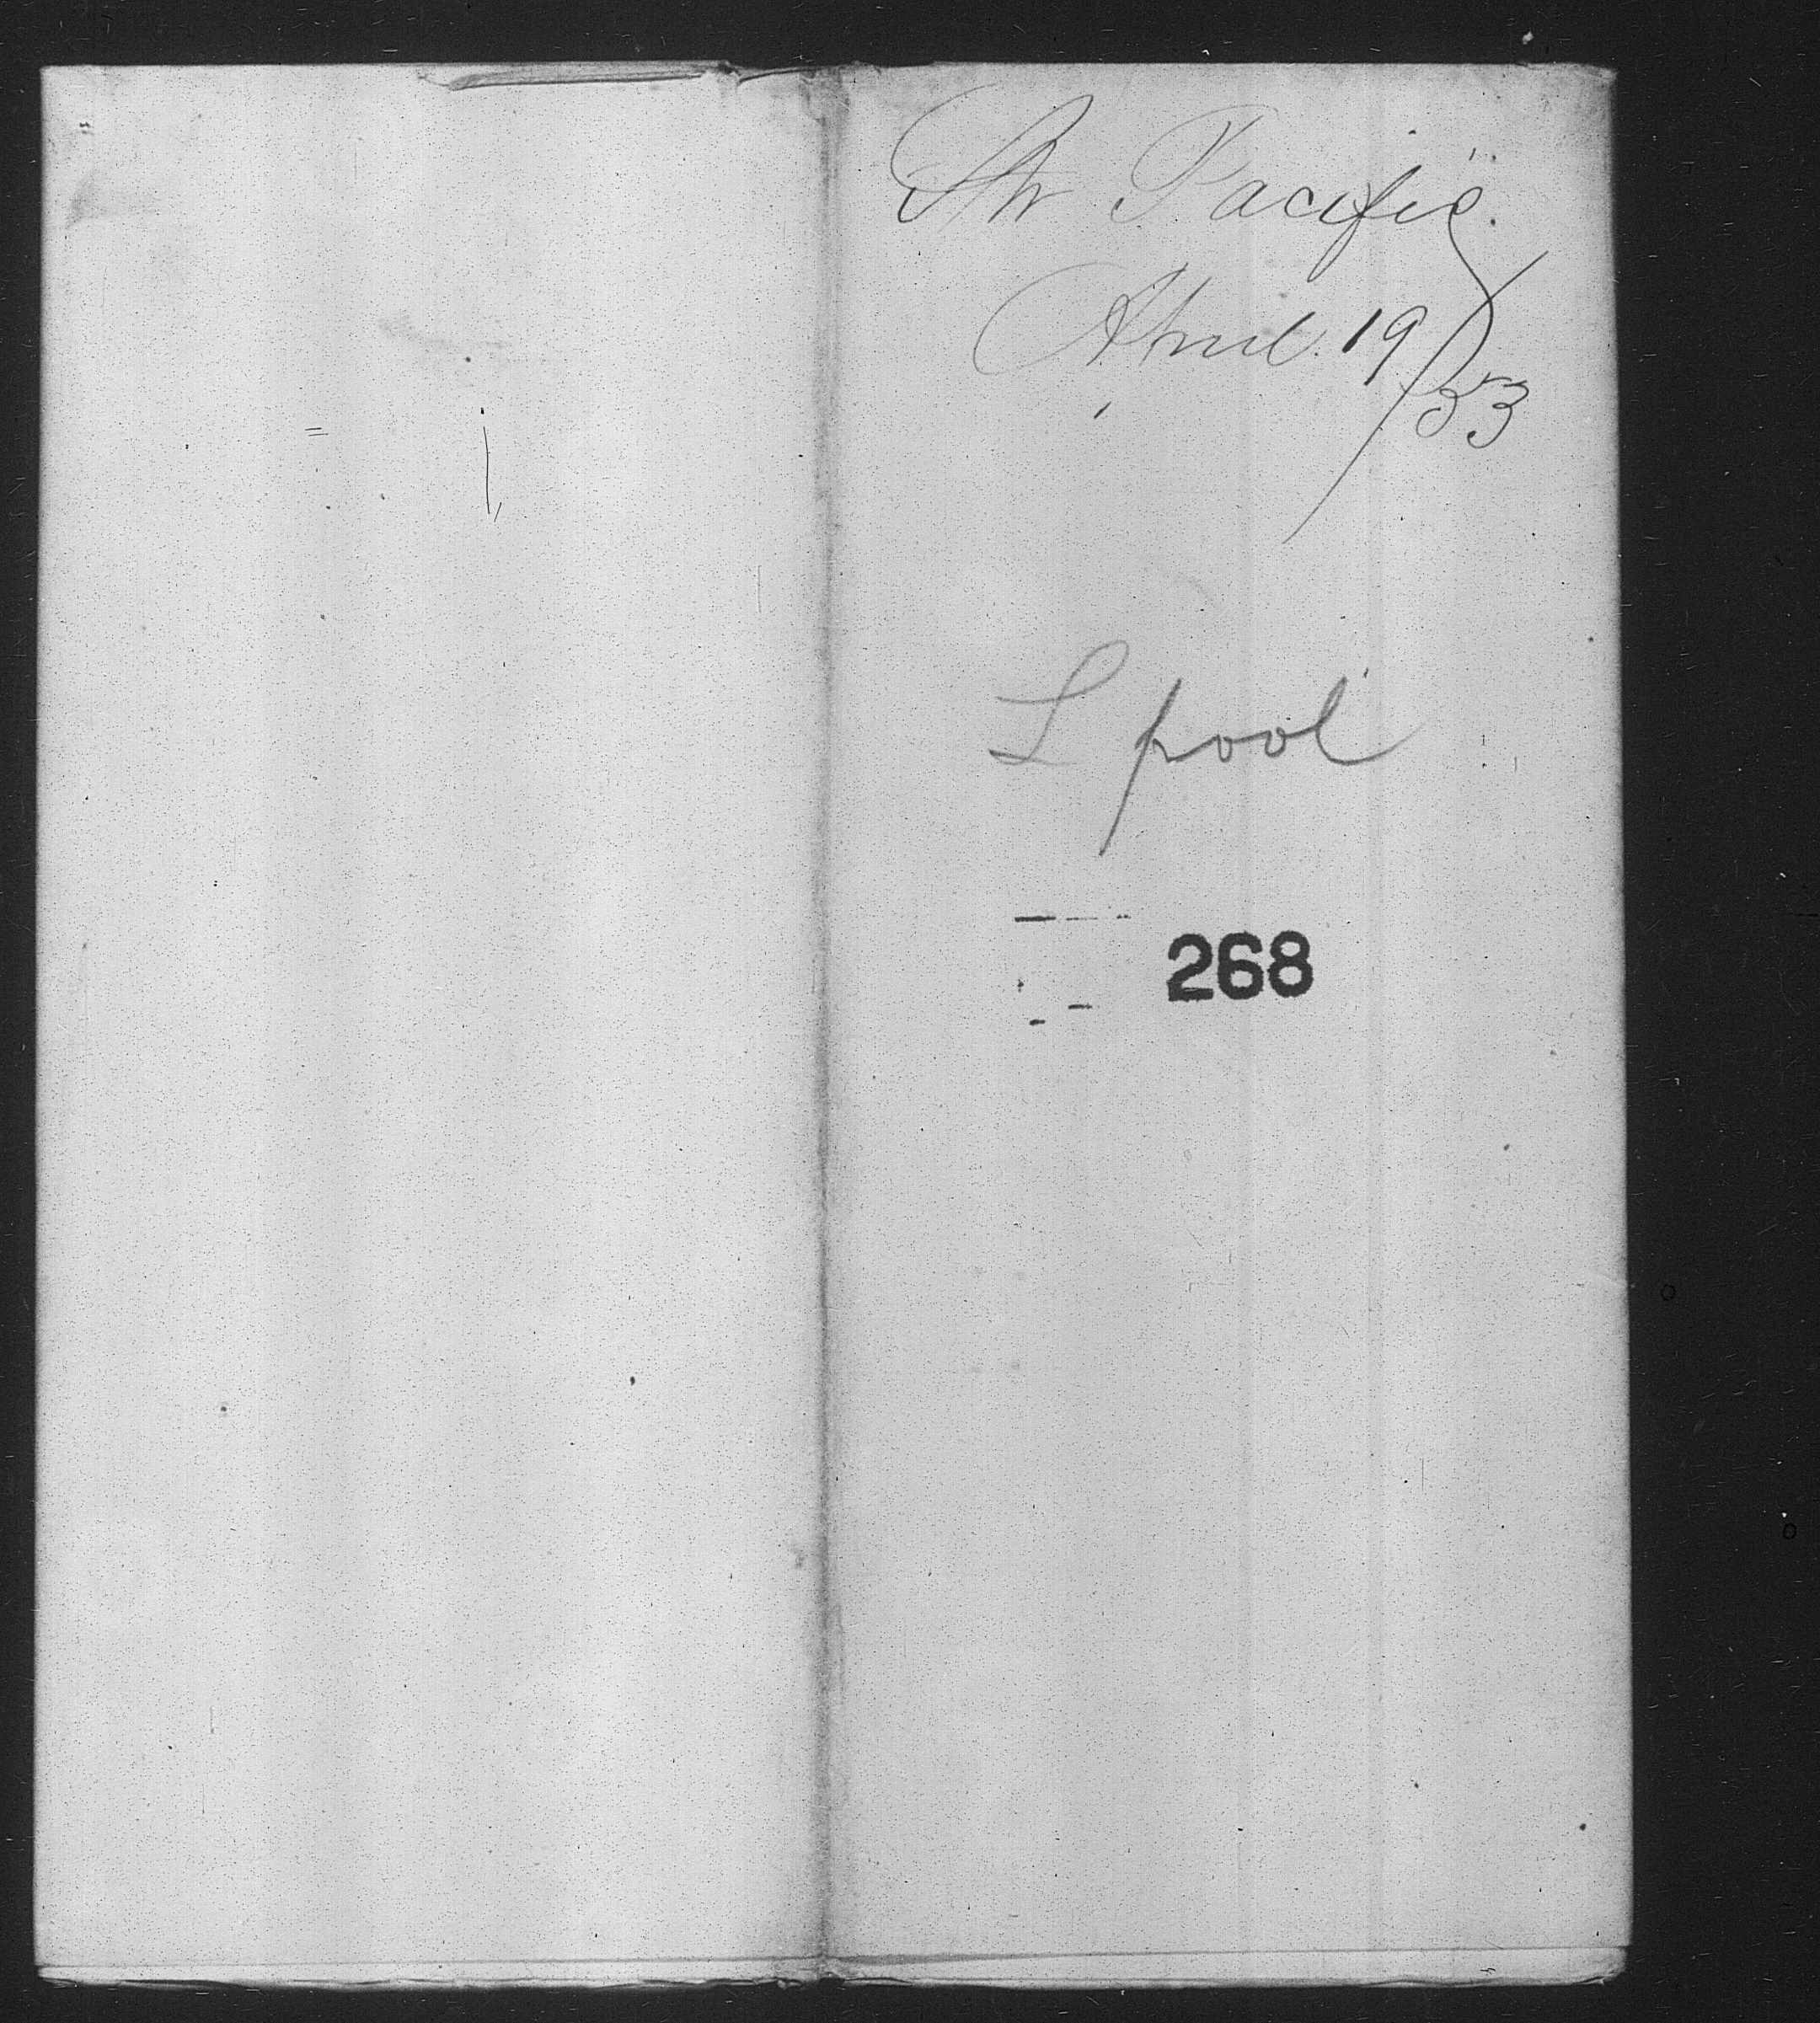 Str Pacific.
April 19/53
L pool
268